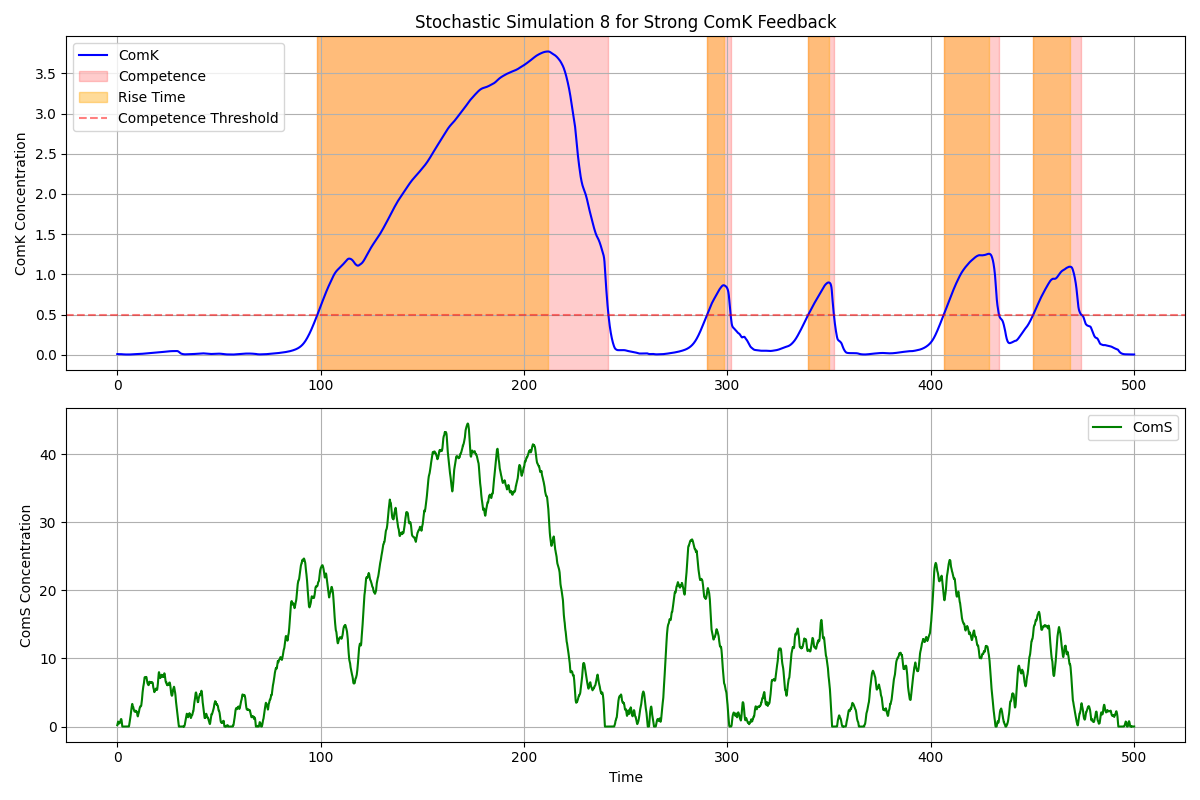 Stochastic Simulation 8 for Strong ComK Feedback
ComK Concentration
3.5
3.0
2.5
2.0
1.5
1.0
0.5
0.0
ComK
Competence
Rise Time
Competence Threshold
0 100 200 300 400 500
ComS Concentration
40
30
20
10
0
ComS
0 100 200 300 400 500
Time